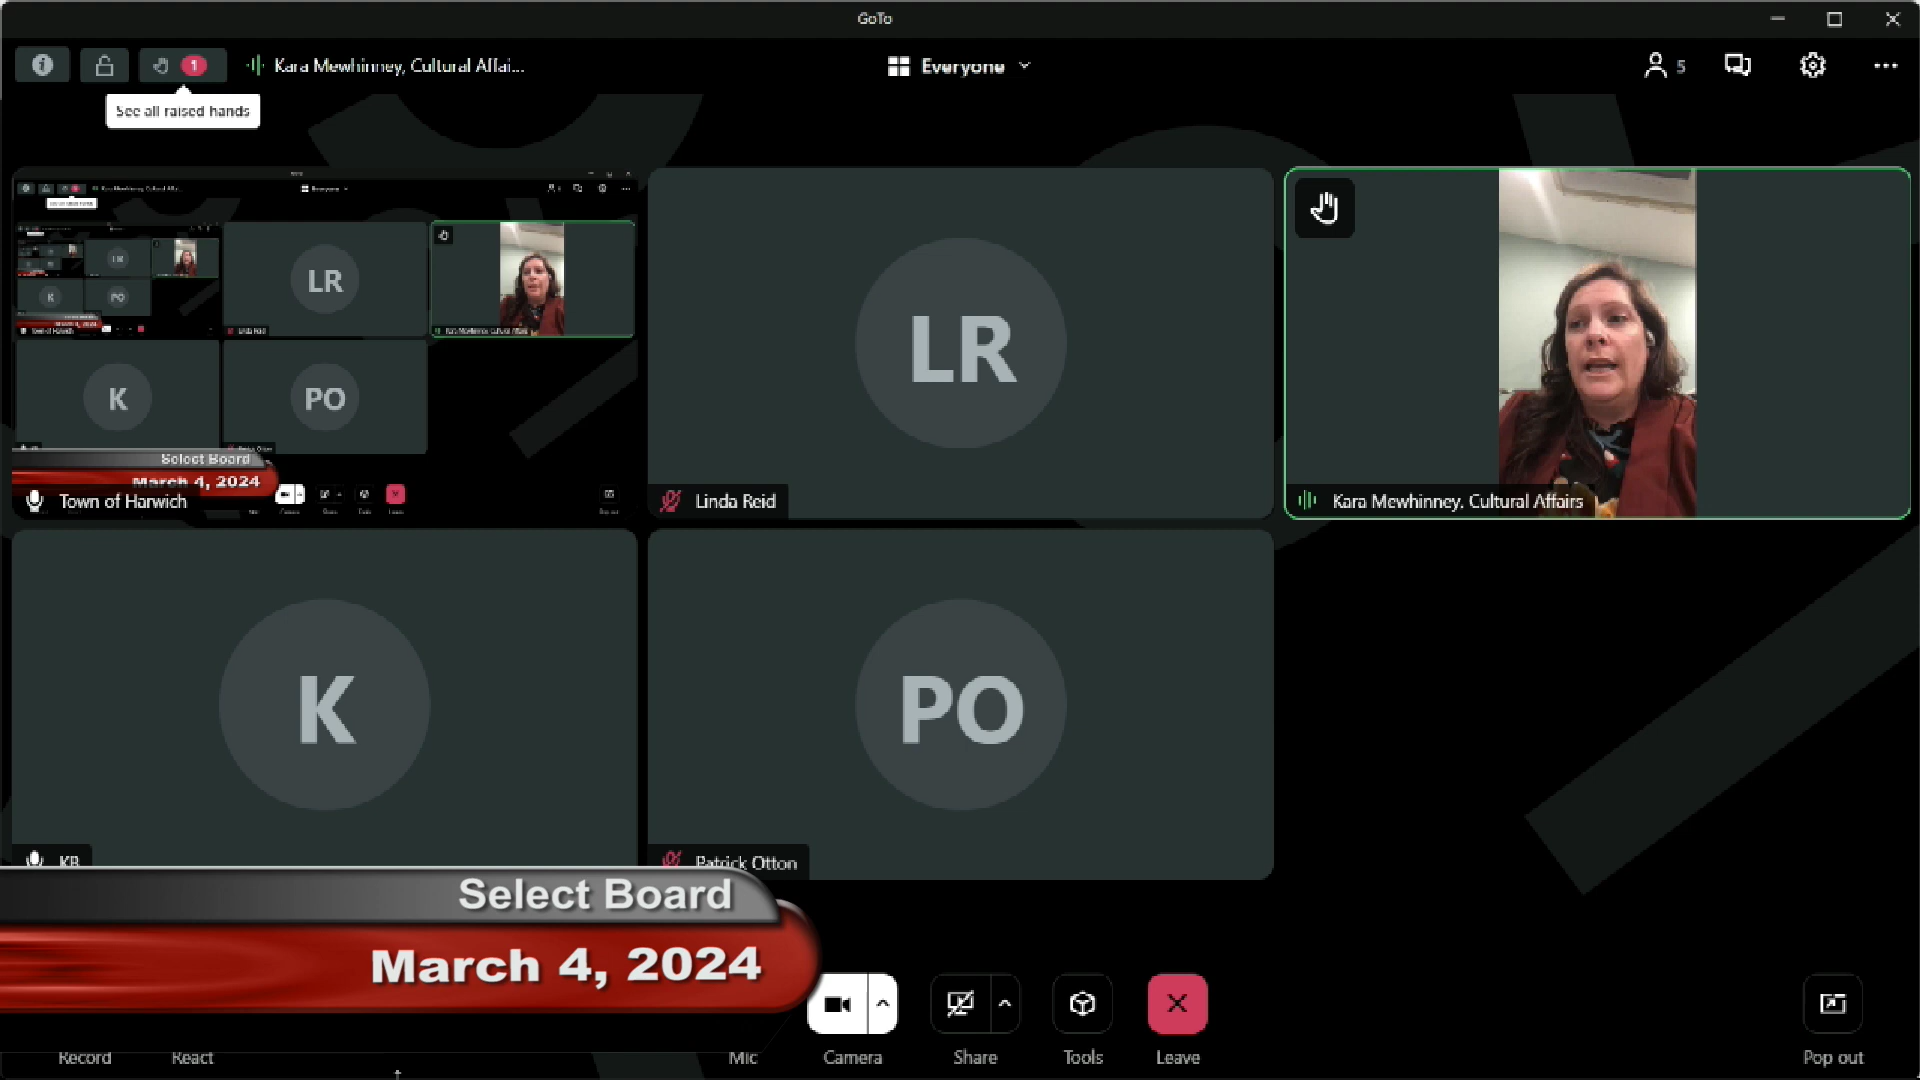 GoTo
1
Kara Mewhinney, Cultural Affai...
Everyone
5
See all raised hands
LR
K
PO
Select Board
March 4, 2024
Town of Harwich
LR
Linda Reid
Kara Mewhinney, Cultural Affairs
K
KB
PO
Patrick Otton
Select Board
March 4, 2024
Record
React
Mic
Camera
Share
Tools
Leave
Pop out